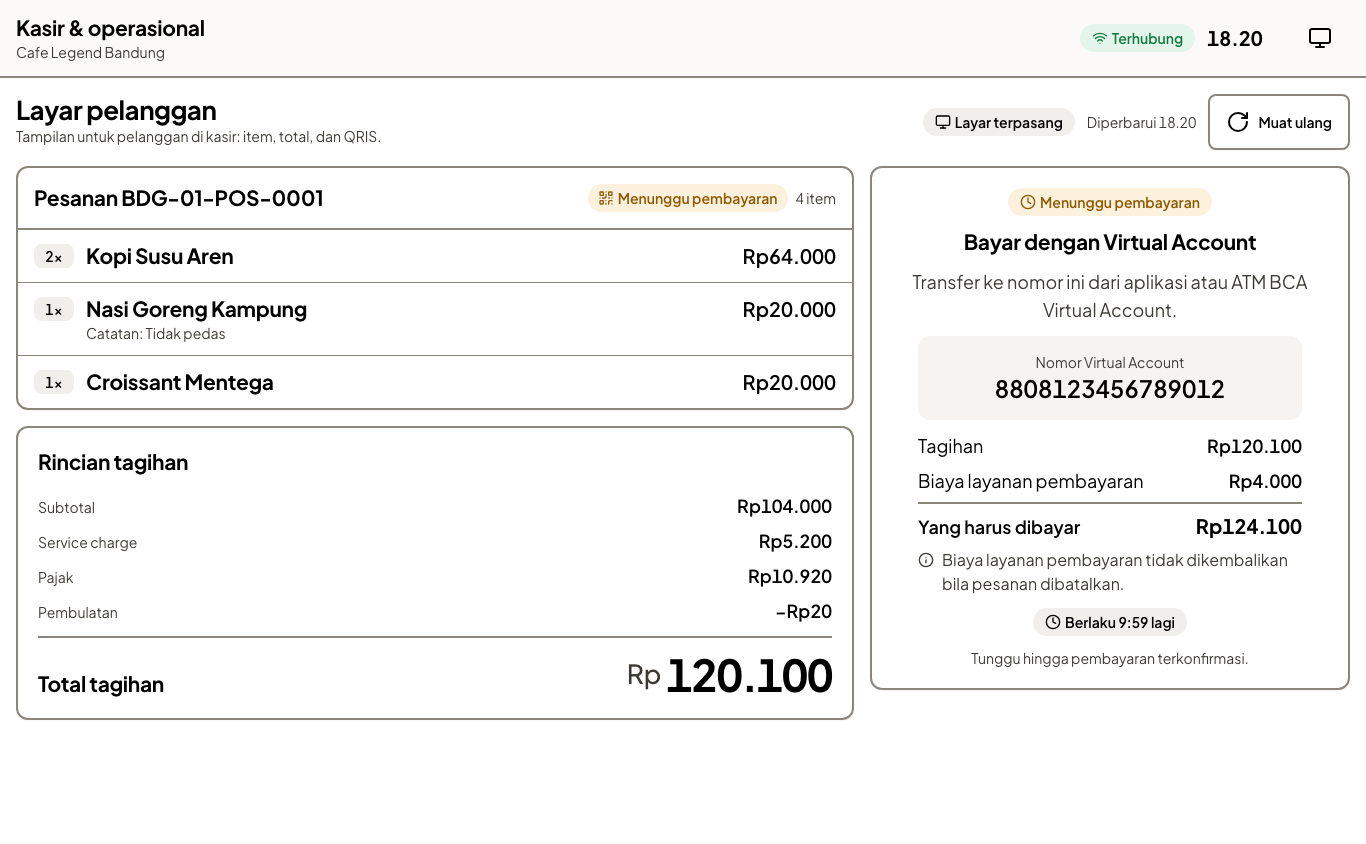 Kasir & operasional
Cafe Legend Bandung
Terhubung
18.20
Layar pelanggan
Tampilan untuk pelanggan di kasir: item, total, dan QRIS.
Layar terpasang
Diperbarui 18.20
Muat ulang
Pesanan BDG-01-POS-0001
Menunggu pembayaran
4 item
2× Kopi Susu Aren Rp64.000
1× Nasi Goreng Kampung Rp20.000
Catatan: Tidak pedas
1× Croissant Mentega Rp20.000
Rincian tagihan
Subtotal Rp104.000
Service charge Rp5.200
Pajak Rp10.920
Pembulatan −Rp20
Total tagihan Rp 120.100
Menunggu pembayaran
Bayar dengan Virtual Account
Transfer ke nomor ini dari aplikasi atau ATM BCA
Virtual Account.
Nomor Virtual Account
8808123456789012
Tagihan Rp120.100
Biaya layanan pembayaran Rp4.000
Yang harus dibayar Rp124.100
Biaya layanan pembayaran tidak dikembalikan
bila pesanan dibatalkan.
Berlaku 9:59 lagi
Tunggu hingga pembayaran terkonfirmasi.